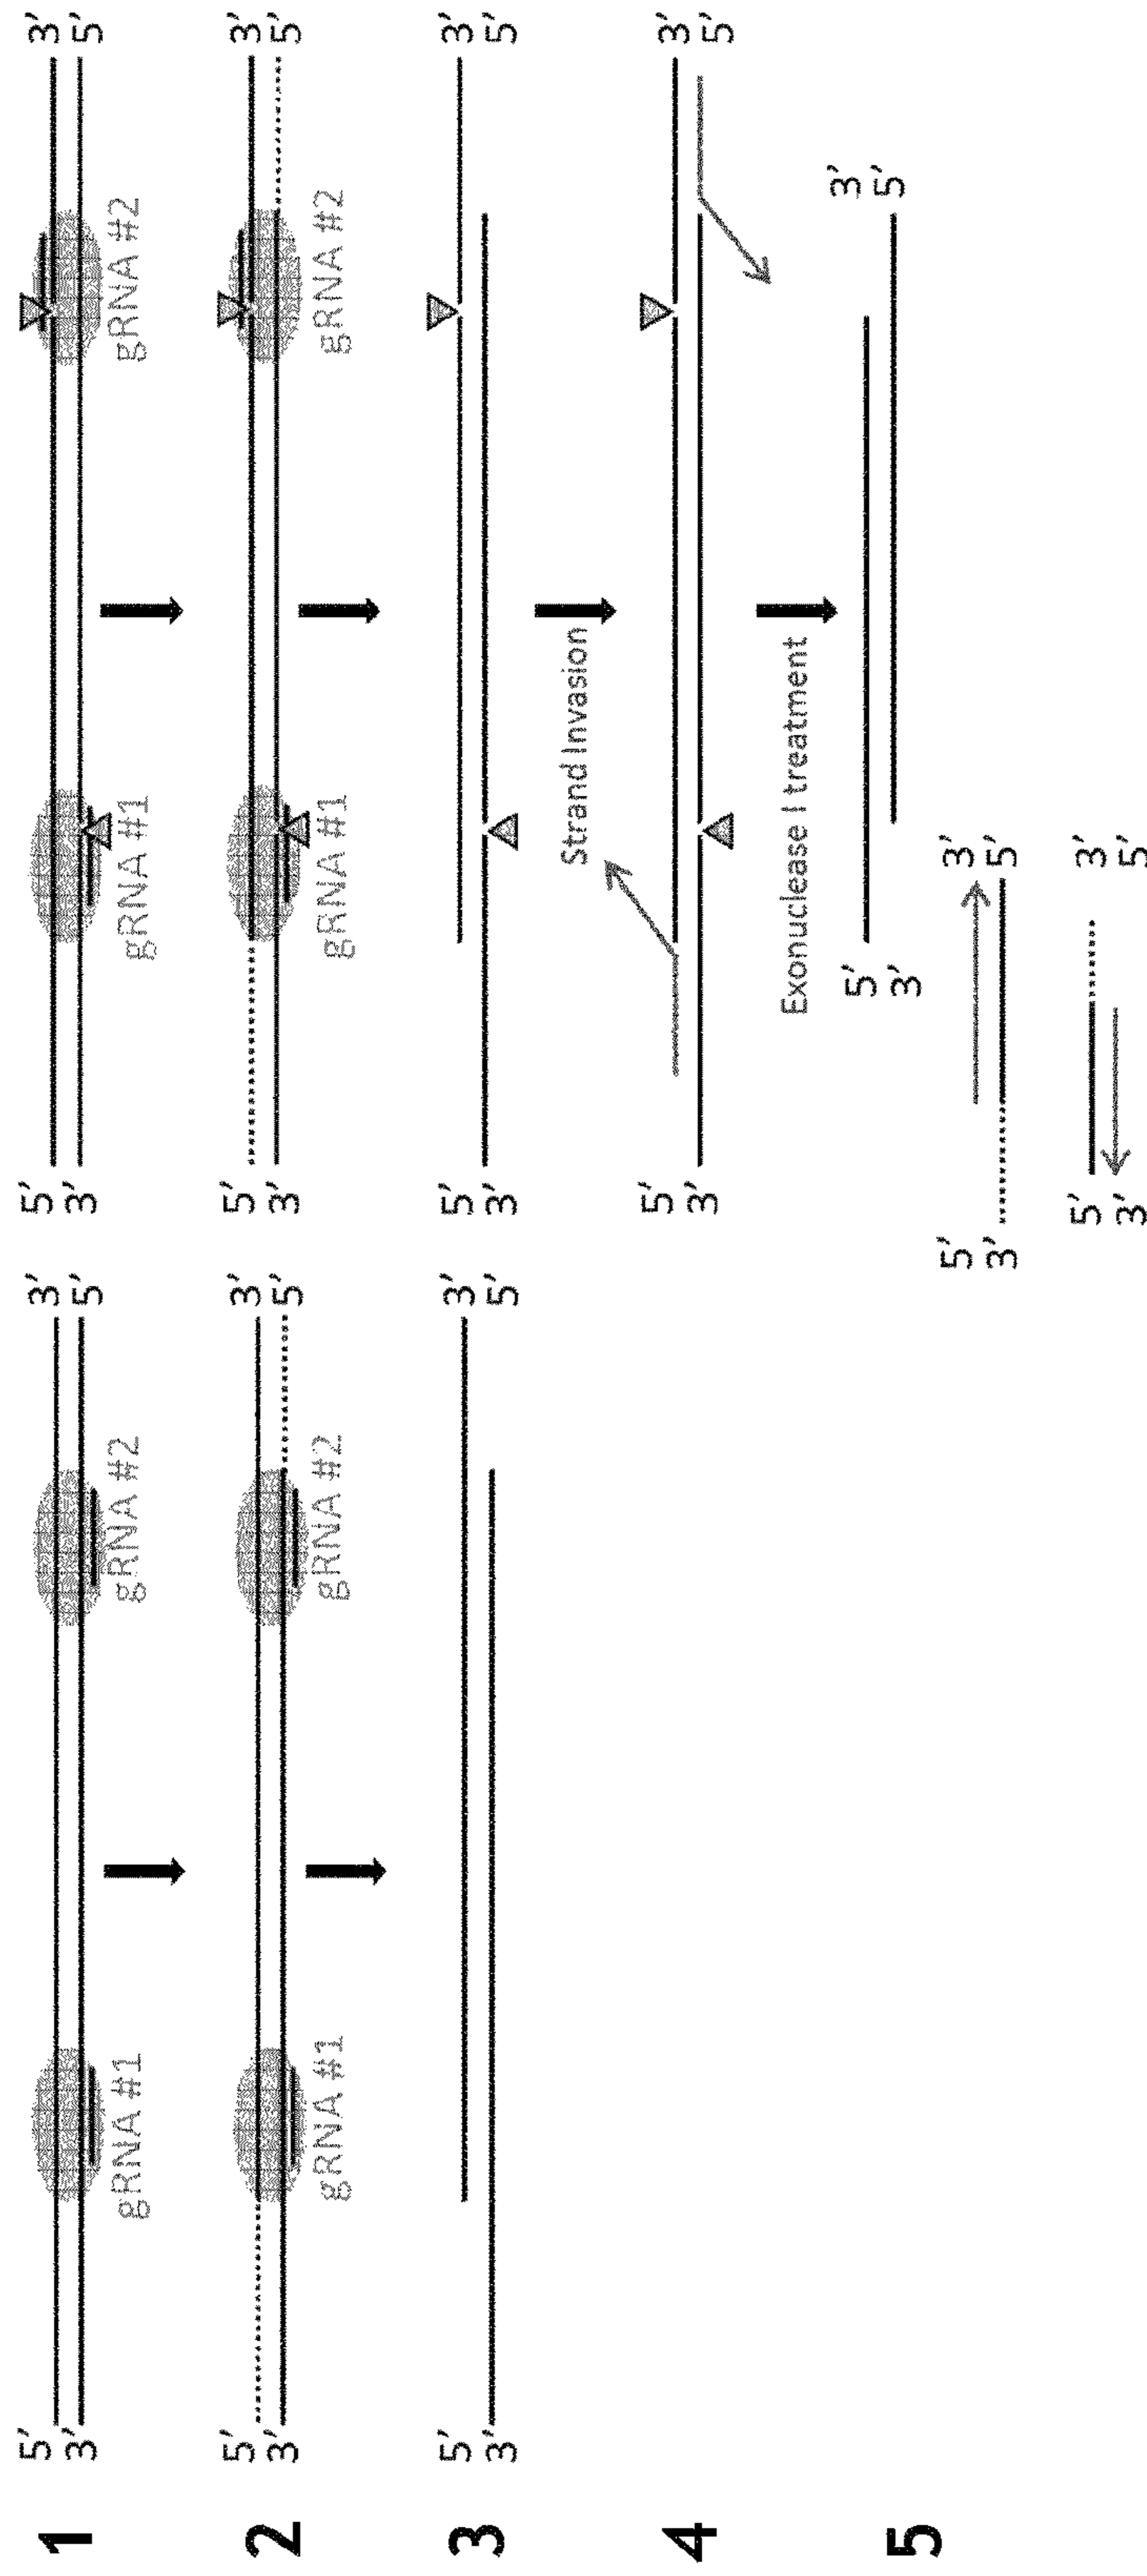 1
5' 3' 5' 3'
3' 5' 3' 5'
gRNA #1 gRNA #2 gRNA #1 gRNA #2
2
5' 3' 5' 3'
3' 5' 3' 5'
gRNA #1 gRNA #2 gRNA #1 gRNA #2
3
5' 3' 5' 3'
3' 5' 3' 5'
Strand Invasion
4
5' 3'
3' 5'
Exonuclease I treatment
5
5' 3'
3' 5'
5' 3'
3' 5'
5' 3'
3' 5'